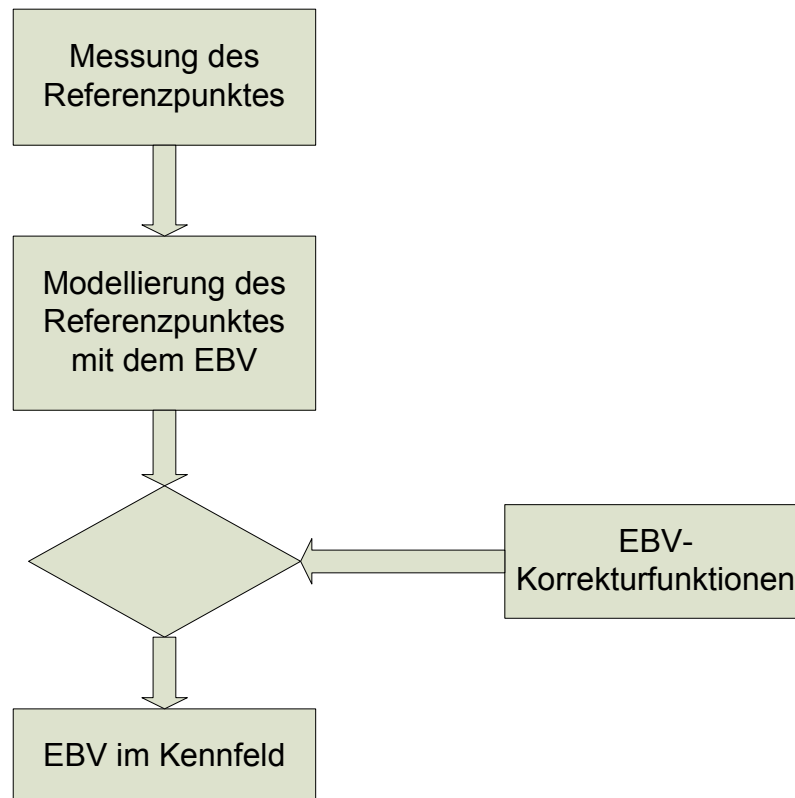 Messung des
Referenzpunktes
Modellierung des
Referenzpunktes
mit dem EBV
EBV-
Korrekturfunktionen
EBV im Kennfeld